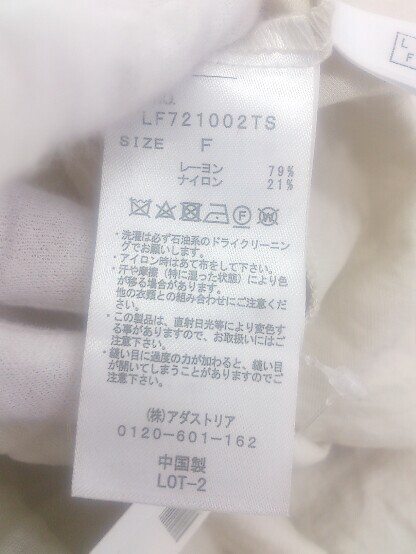 LF721002TS
SIZE F
レーヨン 79%
ナイロン 21%
・洗濯は必ず石油系のドライクリーニン
グでお願いします。
・アイロン時はあて布をして下さい。
・汗や摩擦（特に湿った状態）により色
が移る場合があります。
他の衣類との組み合わせにご注意くだ
さい。
・この製品は、直射日光等により変色す
る事がありますので、お取扱いにはご
注意下さい。
・縫い目に過度の力が加わると、縫い目
が開いてしまうことがありますのでご
注意下さい。
(株)アダストリア
0120-601-162
中国製
LOT-2
L
F